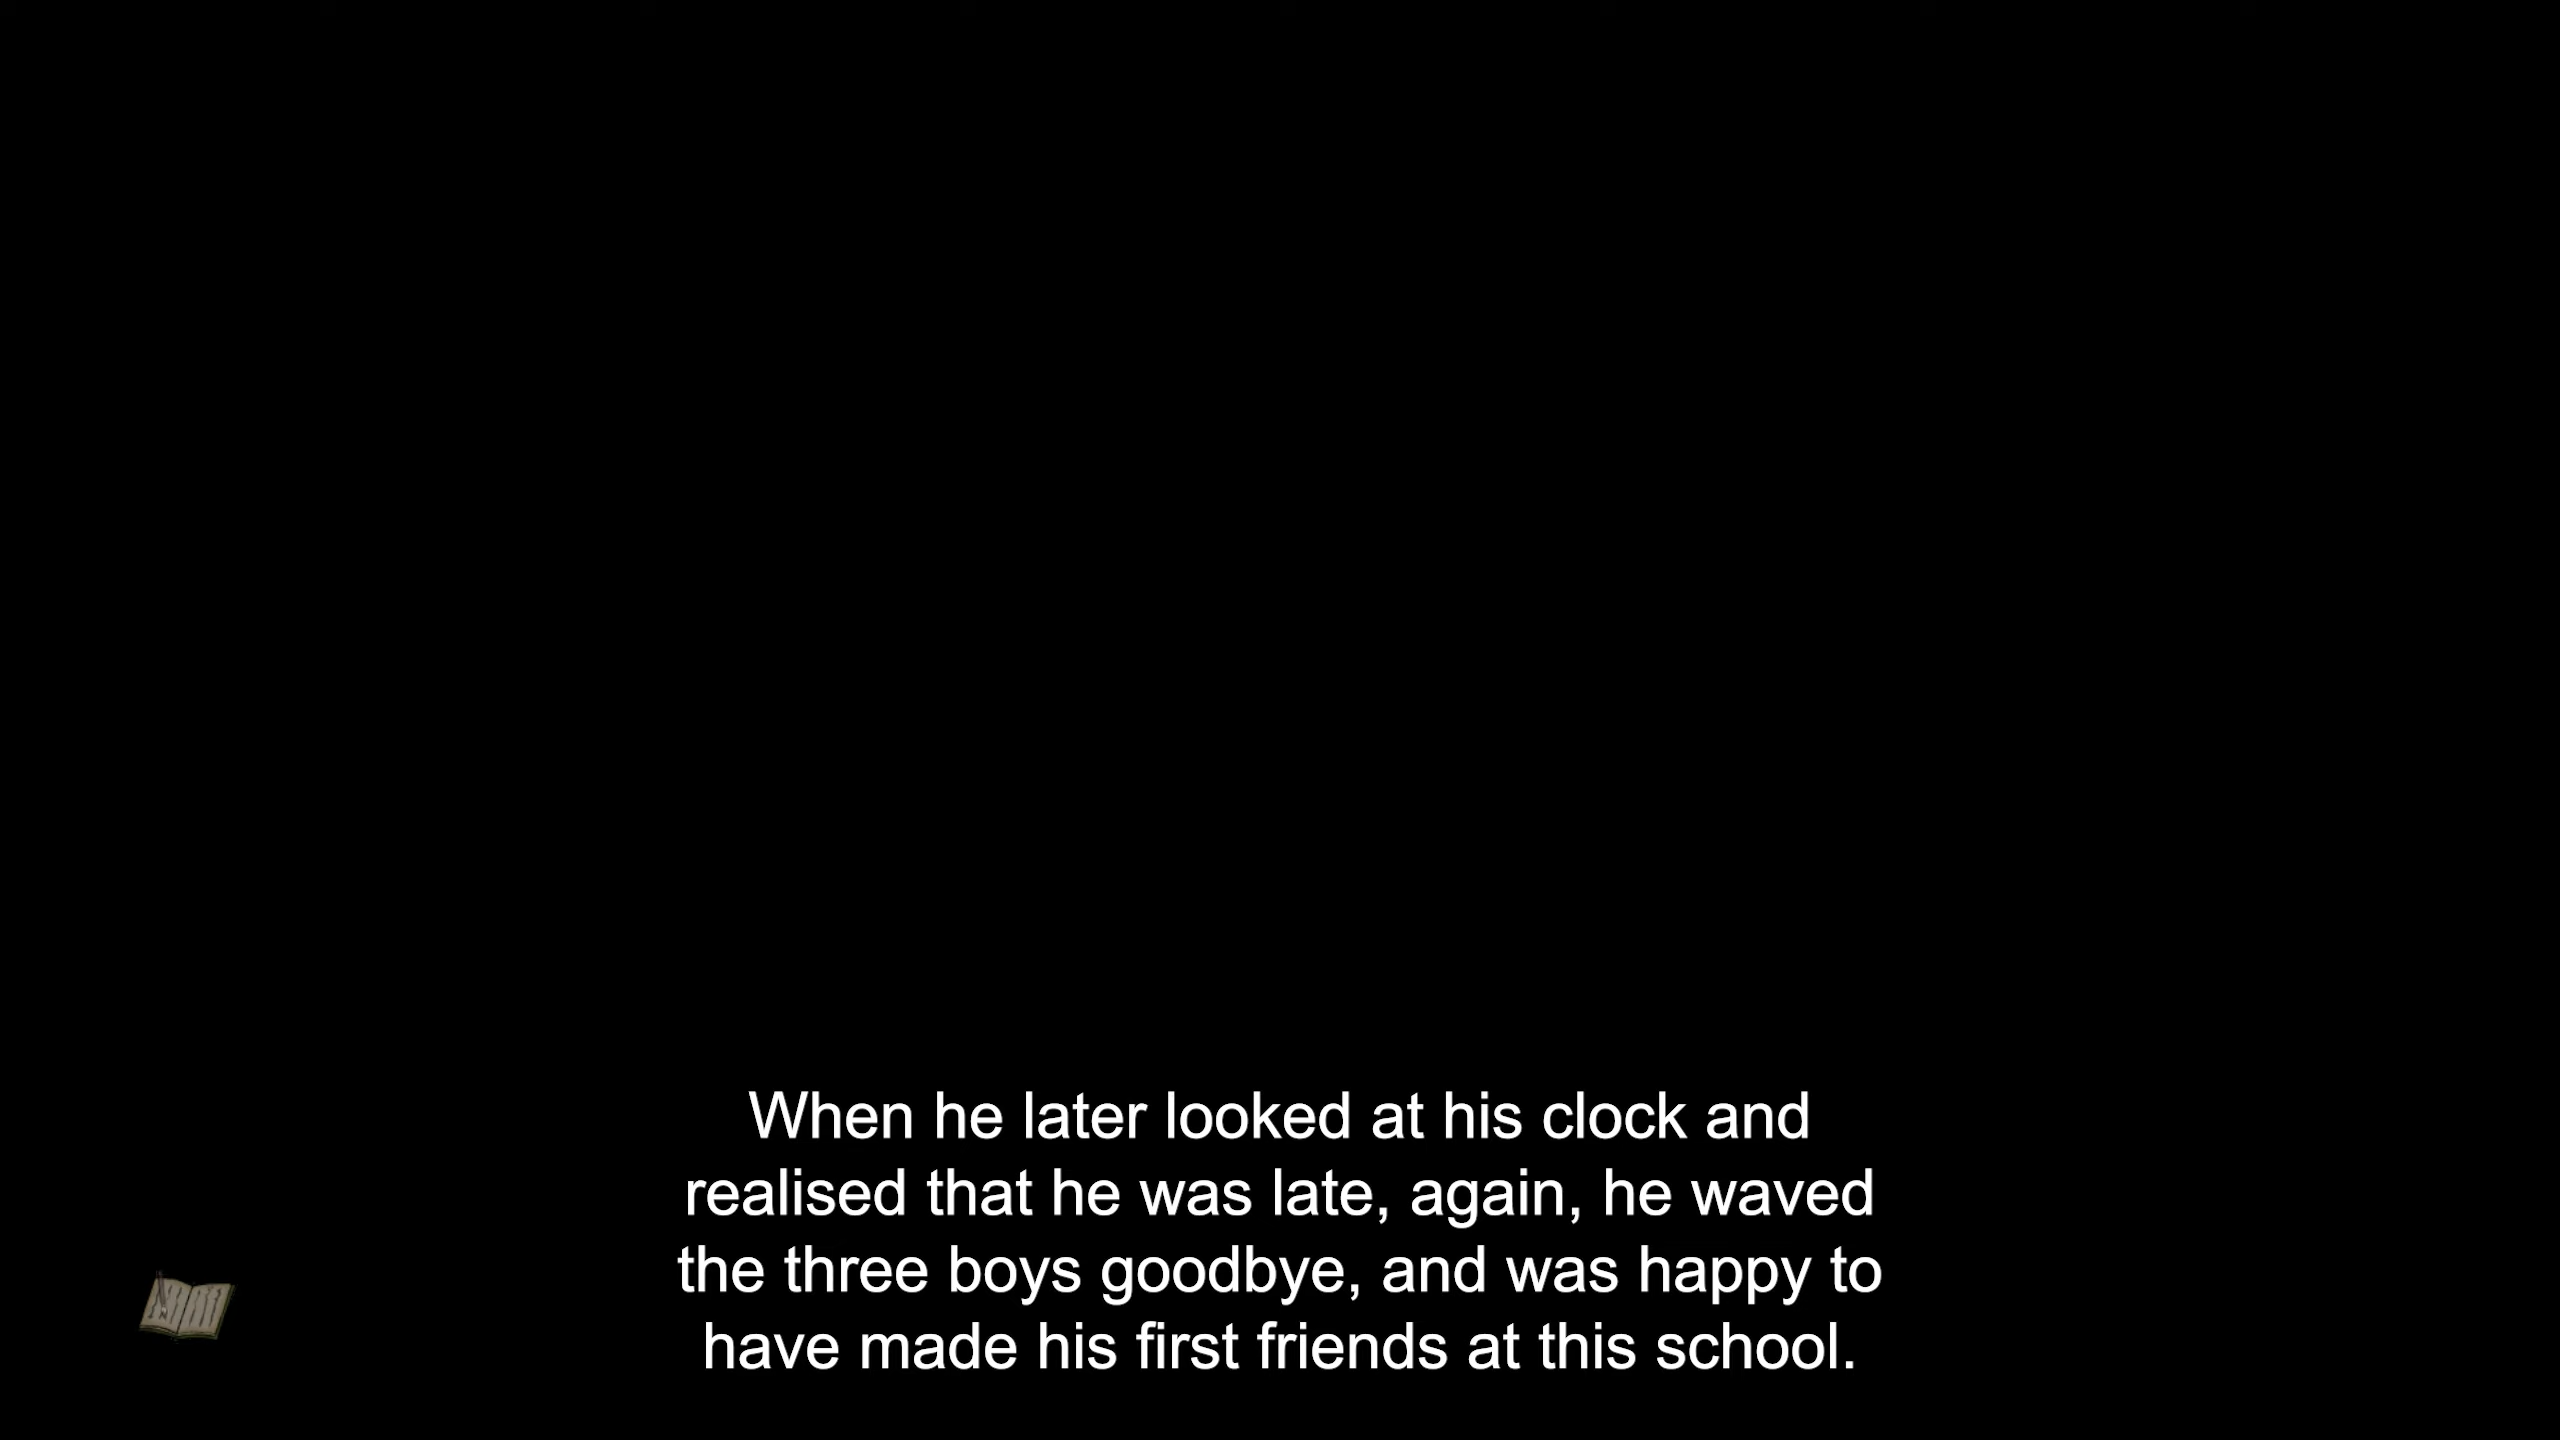 When he later looked at his clock and
realised that he was late, again, he waved
the three boys goodbye, and was happy to
have made his first friends at this school.